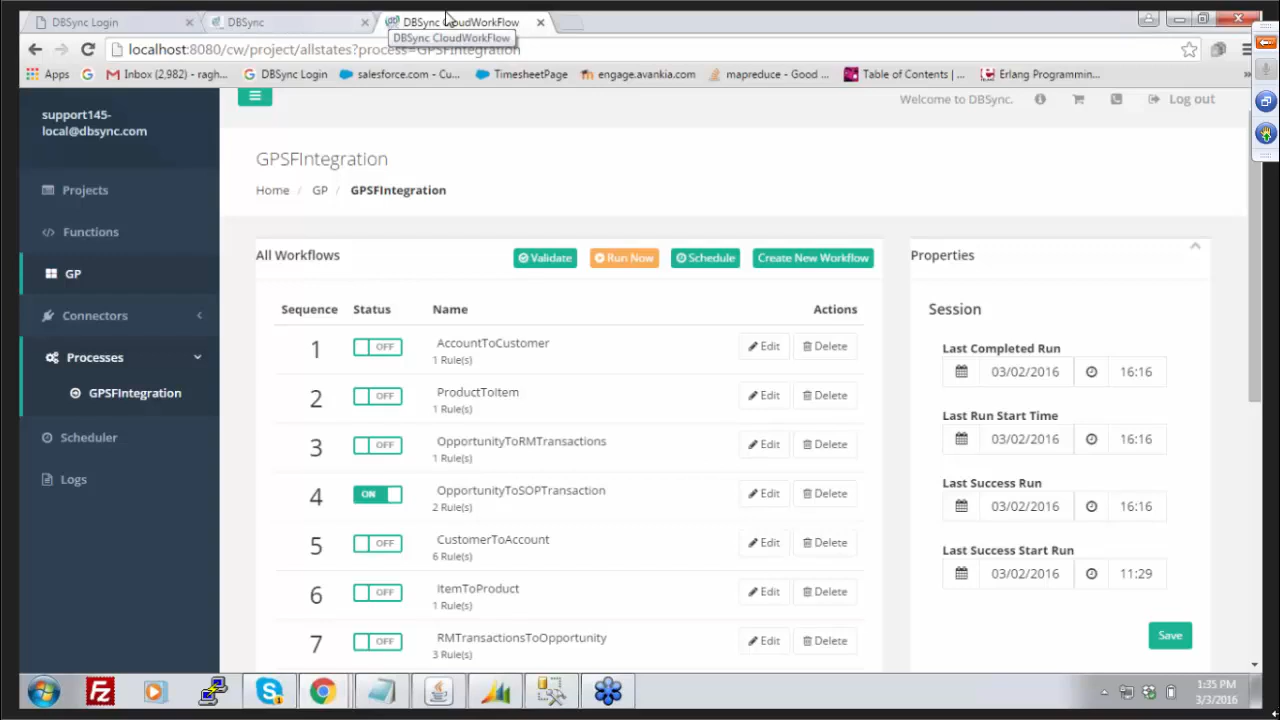 DBSync Login
DBSync
DBSync CloudWorkFlow
DBSync CloudWorkFlow
localhost:8080/cw/project/allstates?process=GPSFIntegration
Apps
Inbox (2,982) - ragh...
DBSync Login
salesforce.com - Cu...
TimesheetPage
engage.avankia.com
mapreduce - Good ...
Table of Contents | ...
Erlang Programmin...
support145-
local@dbsync.com
Welcome to DBSync.
Log out
Projects
Functions
GP
Connectors
Processes
GPSFIntegration
Scheduler
Logs
GPSFIntegration
Home / GP / GPSFIntegration
All Workflows
Validate
Run Now
Schedule
Create New Workflow
Sequence Status Name Actions
1 OFF AccountToCustomer Edit Delete
1 Rule(s)
2 OFF ProductToItem Edit Delete
1 Rule(s)
3 OFF OpportunityToRMTransactions Edit Delete
1 Rule(s)
4 ON OpportunityToSOPTransaction Edit Delete
2 Rule(s)
5 OFF CustomerToAccount Edit Delete
6 Rule(s)
6 OFF ItemToProduct Edit Delete
1 Rule(s)
7 OFF RMTransactionsToOpportunity Edit Delete
3 Rule(s)
Properties
Session
Last Completed Run
03/02/2016 16:16
Last Run Start Time
03/02/2016 16:16
Last Success Run
03/02/2016 16:16
Last Success Start Run
03/02/2016 11:29
Save
1:35 PM
3/3/2016